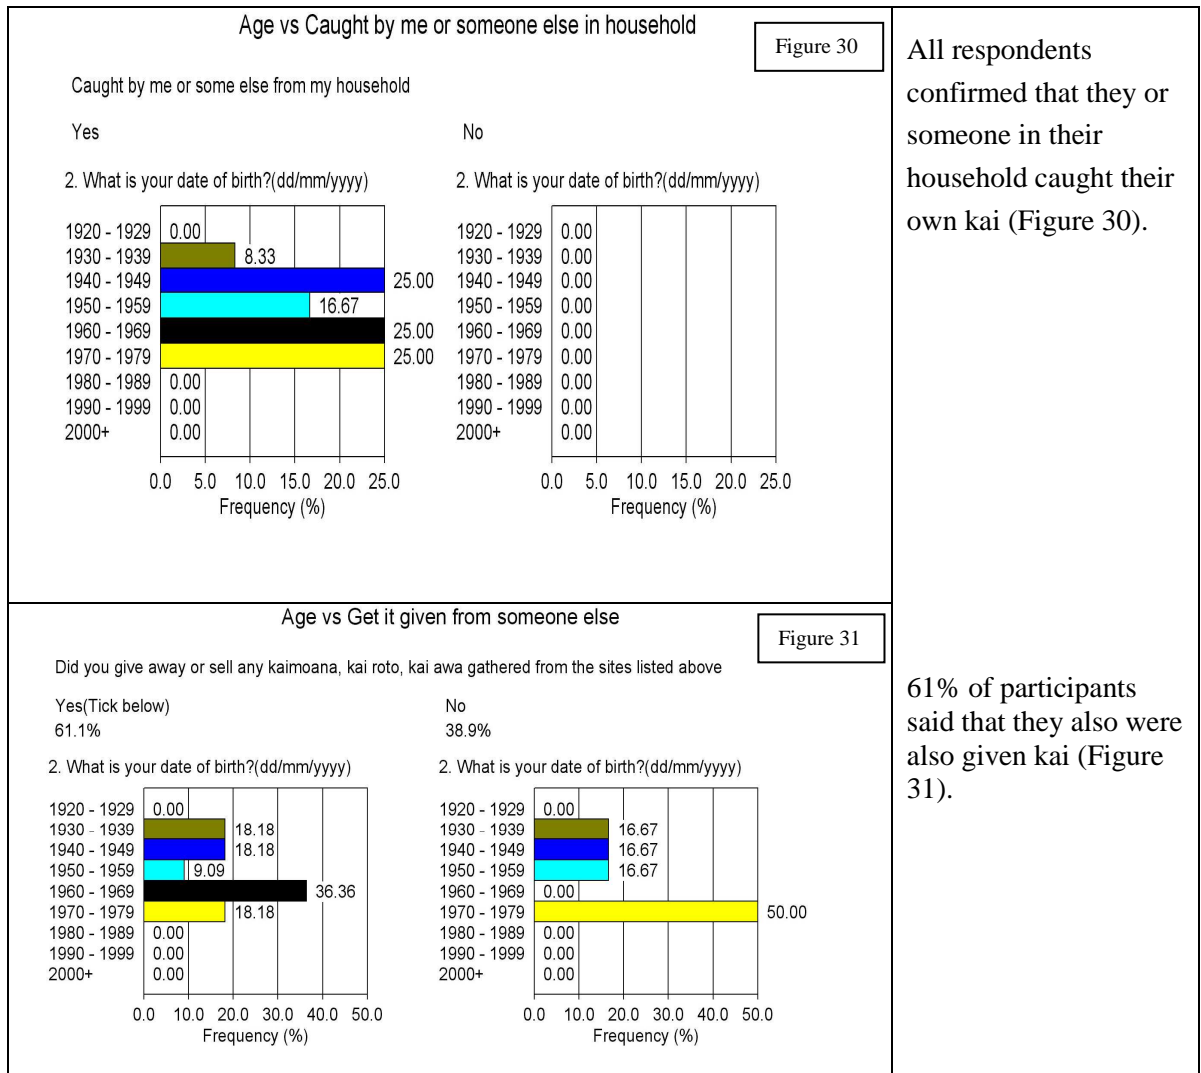 Age vs Caught by me or someone else in household
Figure 30
Caught by me or some else from my household
Yes
2. What is your date of birth?(dd/mm/yyyy)
1920 - 1929 0.00
1930 - 1939 8.33
1940 - 1949 25.00
1950 - 1959 16.67
1960 - 1969 25.00
1970 - 1979 25.00
1980 - 1989 0.00
1990 - 1999 0.00
2000+ 0.00
0.0 5.0 10.0 15.0 20.0 25.0
Frequency (%)
No
2. What is your date of birth?(dd/mm/yyyy)
1920 - 1929 0.00
1930 - 1939 0.00
1940 - 1949 0.00
1950 - 1959 0.00
1960 - 1969 0.00
1970 - 1979 0.00
1980 - 1989 0.00
1990 - 1999 0.00
2000+ 0.00
0.0 5.0 10.0 15.0 20.0 25.0
Frequency (%)
All respondents
confirmed that they or
someone in their
household caught their
own kai (Figure 30).
Age vs Get it given from someone else
Figure 31
Did you give away or sell any kaimoana, kai roto, kai awa gathered from the sites listed above
Yes(Tick below)
61.1%
2. What is your date of birth?(dd/mm/yyyy)
1920 - 1929 0.00
1930 - 1939 18.18
1940 - 1949 18.18
1950 - 1959 9.09
1960 - 1969 36.36
1970 - 1979 18.18
1980 - 1989 0.00
1990 - 1999 0.00
2000+ 0.00
0.0 10.0 20.0 30.0 40.0 50.0
Frequency (%)
No
38.9%
2. What is your date of birth?(dd/mm/yyyy)
1920 - 1929 0.00
1930 - 1939 16.67
1940 - 1949 16.67
1950 - 1959 16.67
1960 - 1969 0.00
1970 - 1979 50.00
1980 - 1989 0.00
1990 - 1999 0.00
2000+ 0.00
0.0 10.0 20.0 30.0 40.0 50.0
Frequency (%)
61% of participants
said that they also were
also given kai (Figure
31).